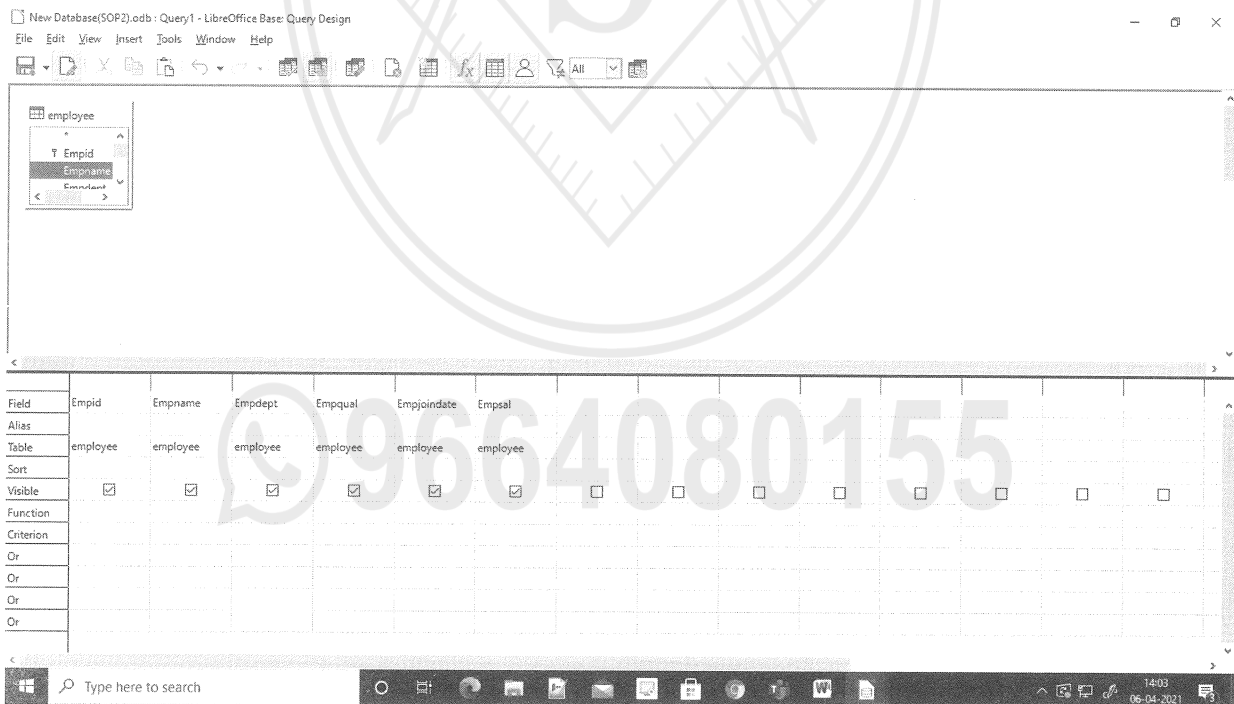 New Database(SOP2).odb : Query1 - LibreOffice Base: Query Design
File Edit View Insert Tools Window Help
All
employee
*
Empid
Empname
Empdept
Field Empid Empname Empdept Empqual Empjoindate Empsal
Alias
Table employee employee employee employee employee employee
Sort
Visible
Function
Criterion
Or
Or
Or
Or
9664080155
Type here to search
14:03
06-04-2021
3